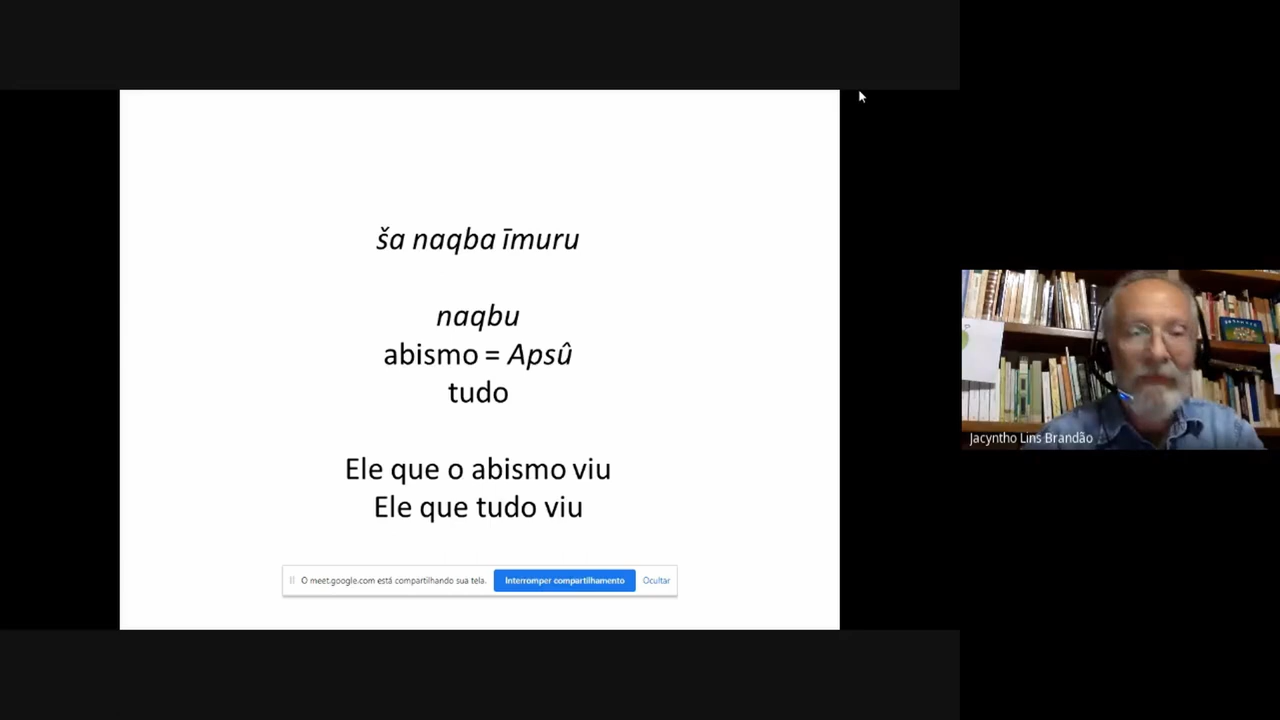 ša naqba īmuru
naqbu
abismo = Apsû
tudo
Ele que o abismo viu
Ele que tudo viu
O meet.google.com está compartilhando sua tela.
Interromper compartilhamento
Ocultar
Jacyntho Lins Brandão